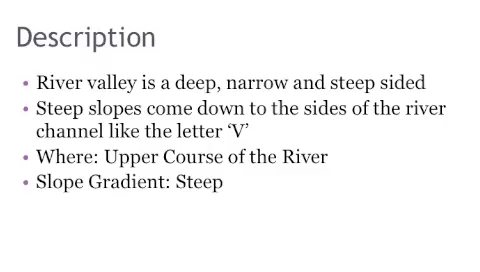 Description
• River valley is a deep, narrow and steep sided
• Steep slopes come down to the sides of the river
channel like the letter ‘V’
• Where: Upper Course of the River
• Slope Gradient: Steep